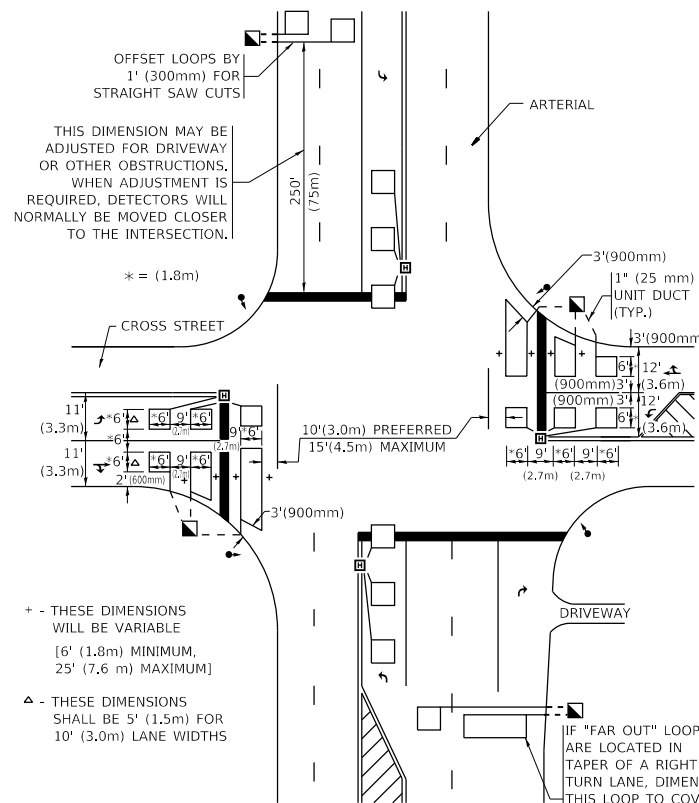 OFFSET LOOPS BY
1' (300mm) FOR
STRAIGHT SAW CUTS
ARTERIAL
THIS DIMENSION MAY BE
ADJUSTED FOR DRIVEWAY
OR OTHER OBSTRUCTIONS.
WHEN ADJUSTMENT IS
REQUIRED, DETECTORS WILL
NORMALLY BE MOVED CLOSER
TO THE INTERSECTION.
250'
(75m)
* = (1.8m)
H
3'(900mm)
1" (25 mm)
UNIT DUCT
(TYP.)
CROSS STREET
3'(900mm
+ + +
6' 12'
(3.6m)
(900mm) 3'
(900mm) 3'
12'
6'
(3.6m)
H
*6' 9' *6' 9' *6'
(2.7m) (2.7m)
H
11'
(3.3m)
*6' Δ
*6' 9' *6'
(2.7m)
9' *6'
(2.7m)
*6'
11'
(3.3m)
*6' Δ
*6' 9' *6'
(2.7m)
2' (600mm)
+ + +
10'(3.0m) PREFERRED
15'(4.5m) MAXIMUM
3'(900mm)
H
DRIVEWAY
+ - THESE DIMENSIONS
WILL BE VARIABLE
[6' (1.8m) MINIMUM,
25' (7.6 m) MAXIMUM]
Δ - THESE DIMENSIONS
SHALL BE 5' (1.5m) FOR
10' (3.0m) LANE WIDTHS
IF "FAR OUT" LOOP
ARE LOCATED IN
TAPER OF A RIGHT
TURN LANE, DIMEN
THIS LOOP TO COV